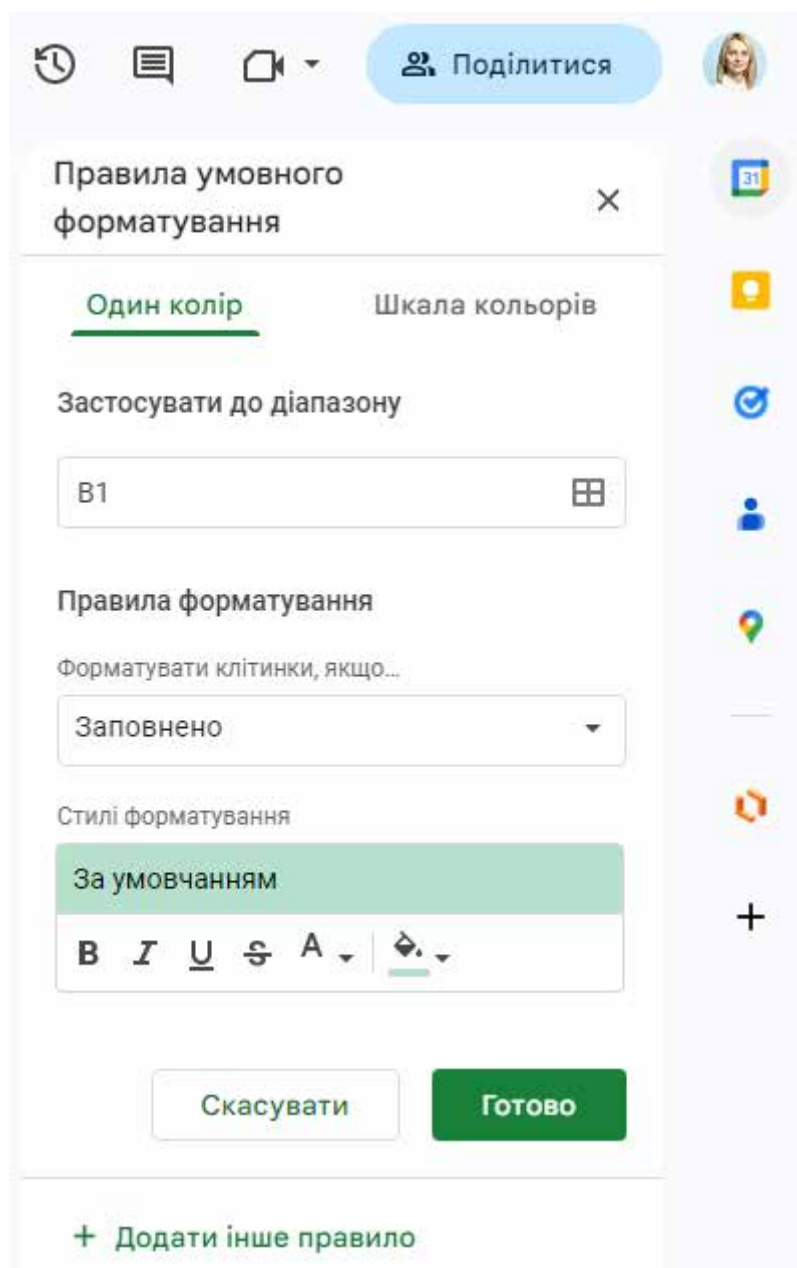 Поділитися
Правила умовного
форматування
31
Один колір Шкала кольорів
Застосувати до діапазону
B1
Правила форматування
Форматувати клітинки, якщо...
Заповнено
Стилі форматування
За умовчанням
B I U S A
Скасувати Готово
+ Додати інше правило